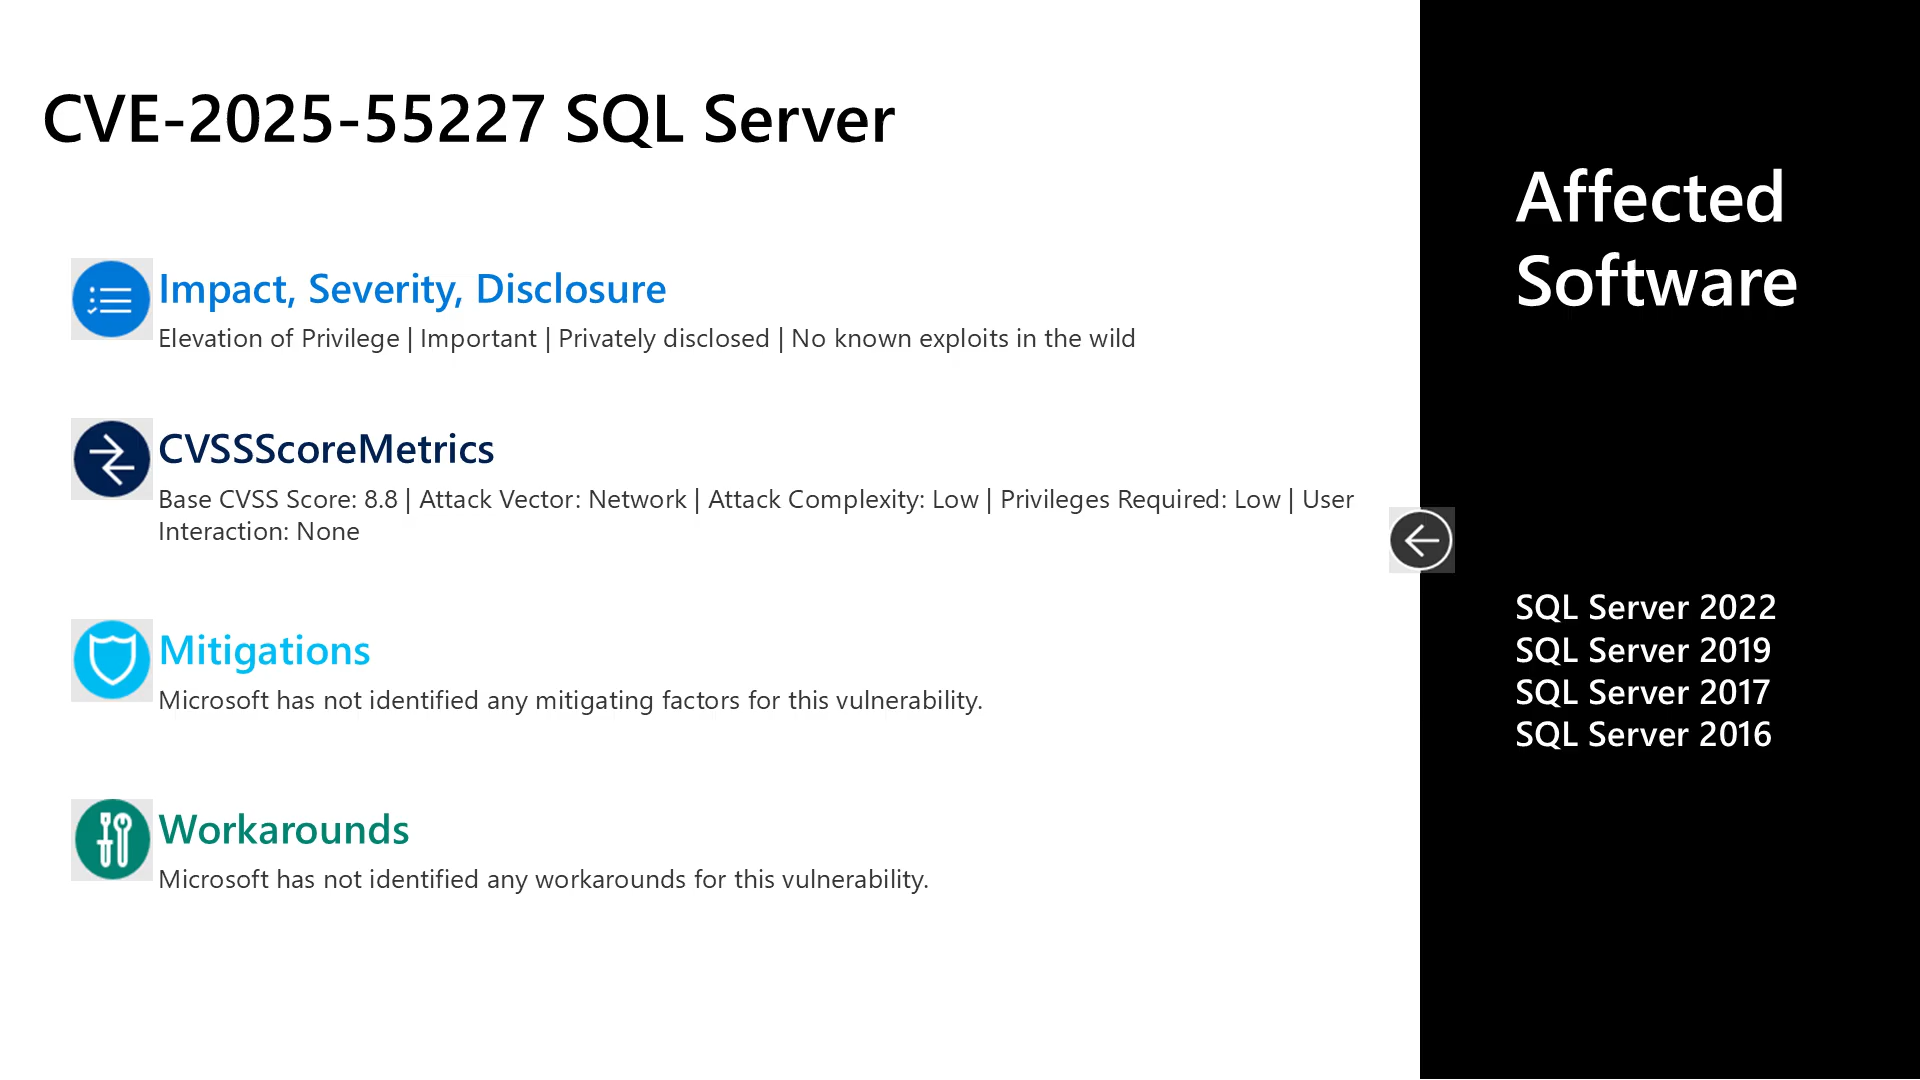 CVE-2025-55227 SQL Server
Impact, Severity, Disclosure
Elevation of Privilege | Important | Privately disclosed | No known exploits in the wild
CVSSScoreMetrics
Base CVSS Score: 8.8 | Attack Vector: Network | Attack Complexity: Low | Privileges Required: Low | User
Interaction: None
Mitigations
Microsoft has not identified any mitigating factors for this vulnerability.
Workarounds
Microsoft has not identified any workarounds for this vulnerability.
Affected
Software
SQL Server 2022
SQL Server 2019
SQL Server 2017
SQL Server 2016